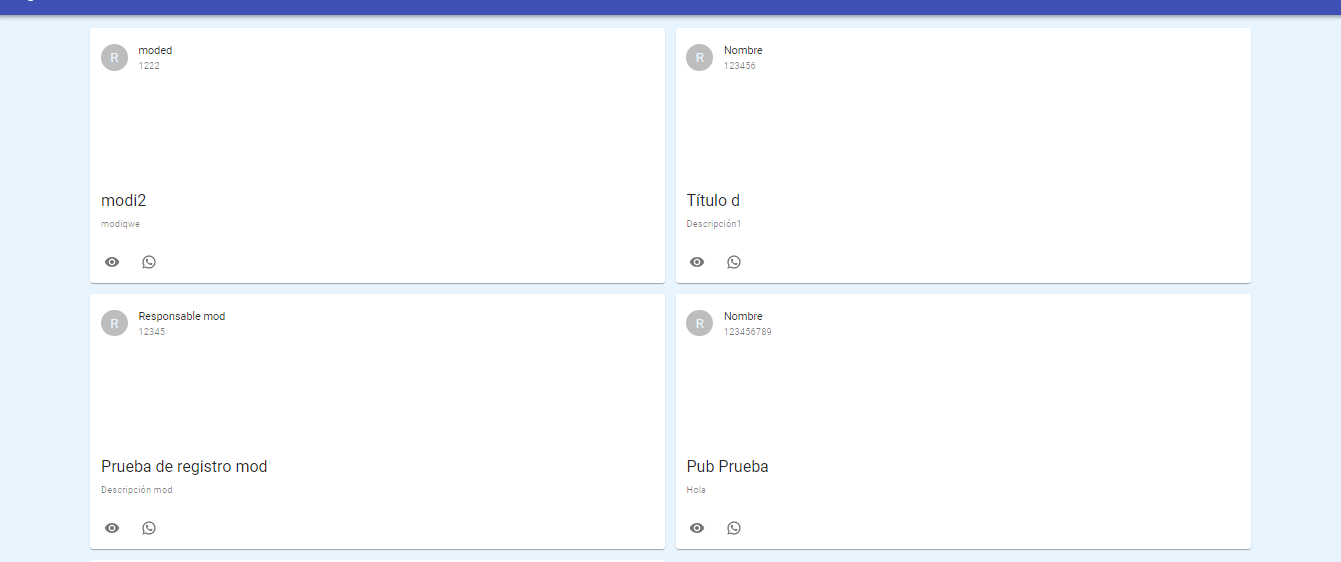 R
moded
1222
modi2
modiqwe
R
Nombre
123456
Título d
Descripción1
R
Responsable mod
12345
Prueba de registro mod
Descripción mod
R
Nombre
123456789
Pub Prueba
Hola